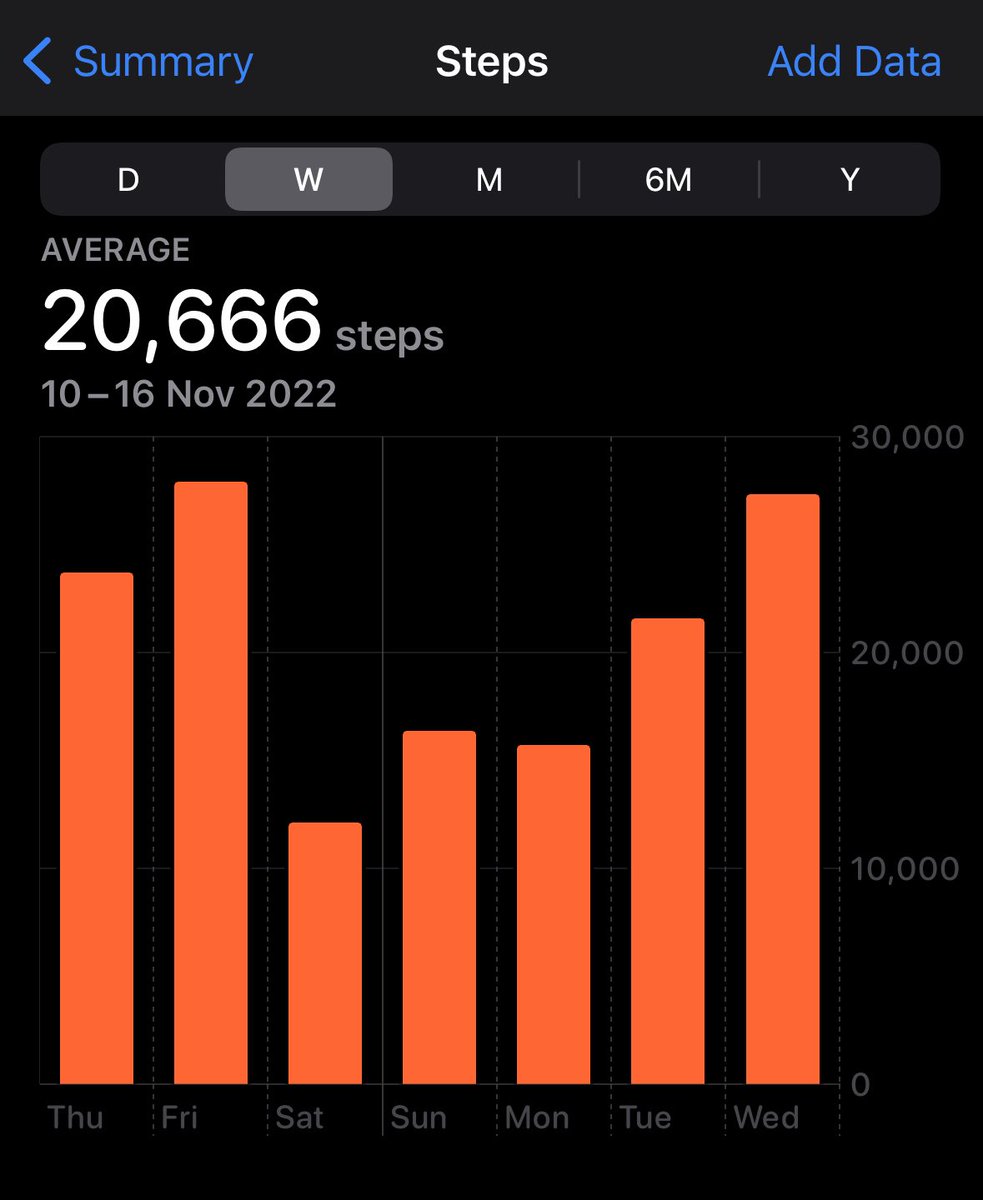 Summary Steps Add Data
D W M 6M Y
AVERAGE
20,666 steps
10–16 Nov 2022
30,000
20,000
10,000
0
Thu Fri Sat Sun Mon Tue Wed